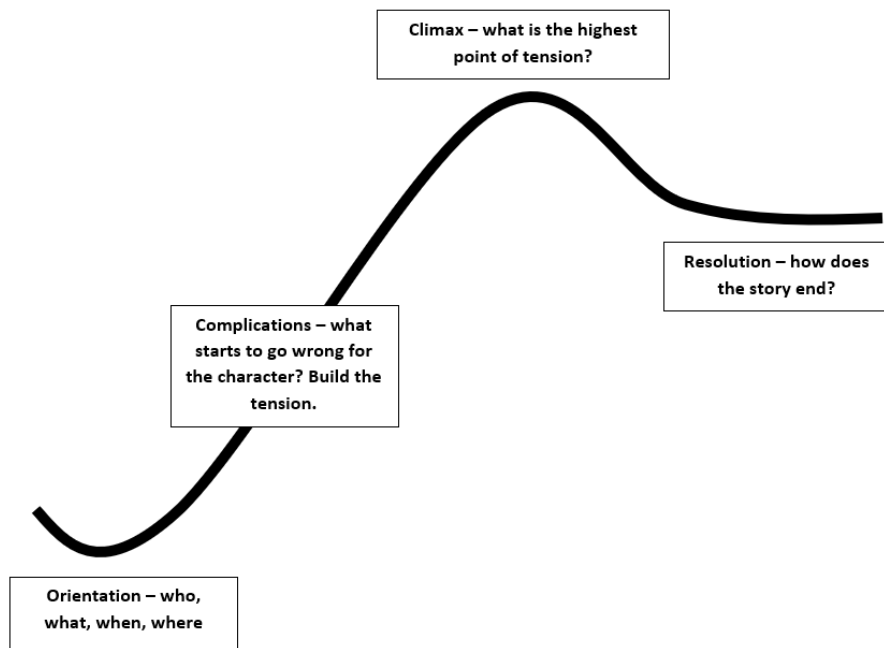 Climax – what is the highest
point of tension?
Resolution – how does
the story end?
Complications – what
starts to go wrong for
the character? Build the
tension.
Orientation – who,
what, when, where